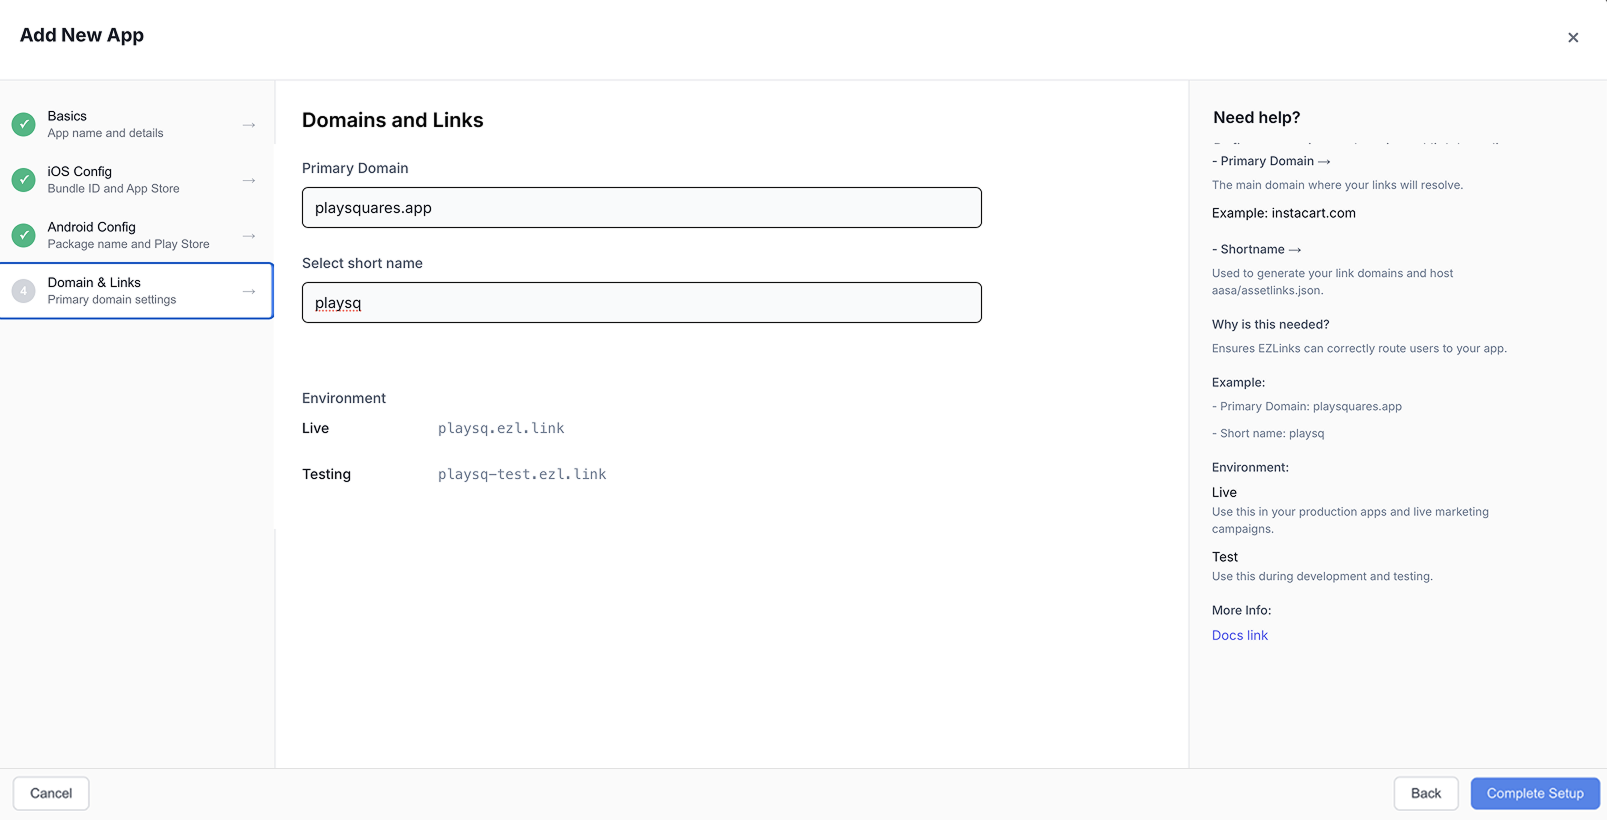 Add New App
×
✓
Basics
App name and details
→
✓
iOS Config
Bundle ID and App Store
→
✓
Android Config
Package name and Play Store
→
4
Domain & Links
Primary domain settings
→
Domains and Links
Primary Domain
playsquares.app
Select short name
playsq
Environment
Live playsq.ezl.link
Testing playsq-test.ezl.link
Need help?
- Primary Domain →
The main domain where your links will resolve.
Example: instacart.com
- Shortname →
Used to generate your link domains and host
aasa/assetlinks.json.
Why is this needed?
Ensures EZLinks can correctly route users to your app.
Example:
- Primary Domain: playsquares.app
- Short name: playsq
Environment:
Live
Use this in your production apps and live marketing
campaigns.
Test
Use this during development and testing.
More Info:
Docs link
Cancel
Back
Complete Setup